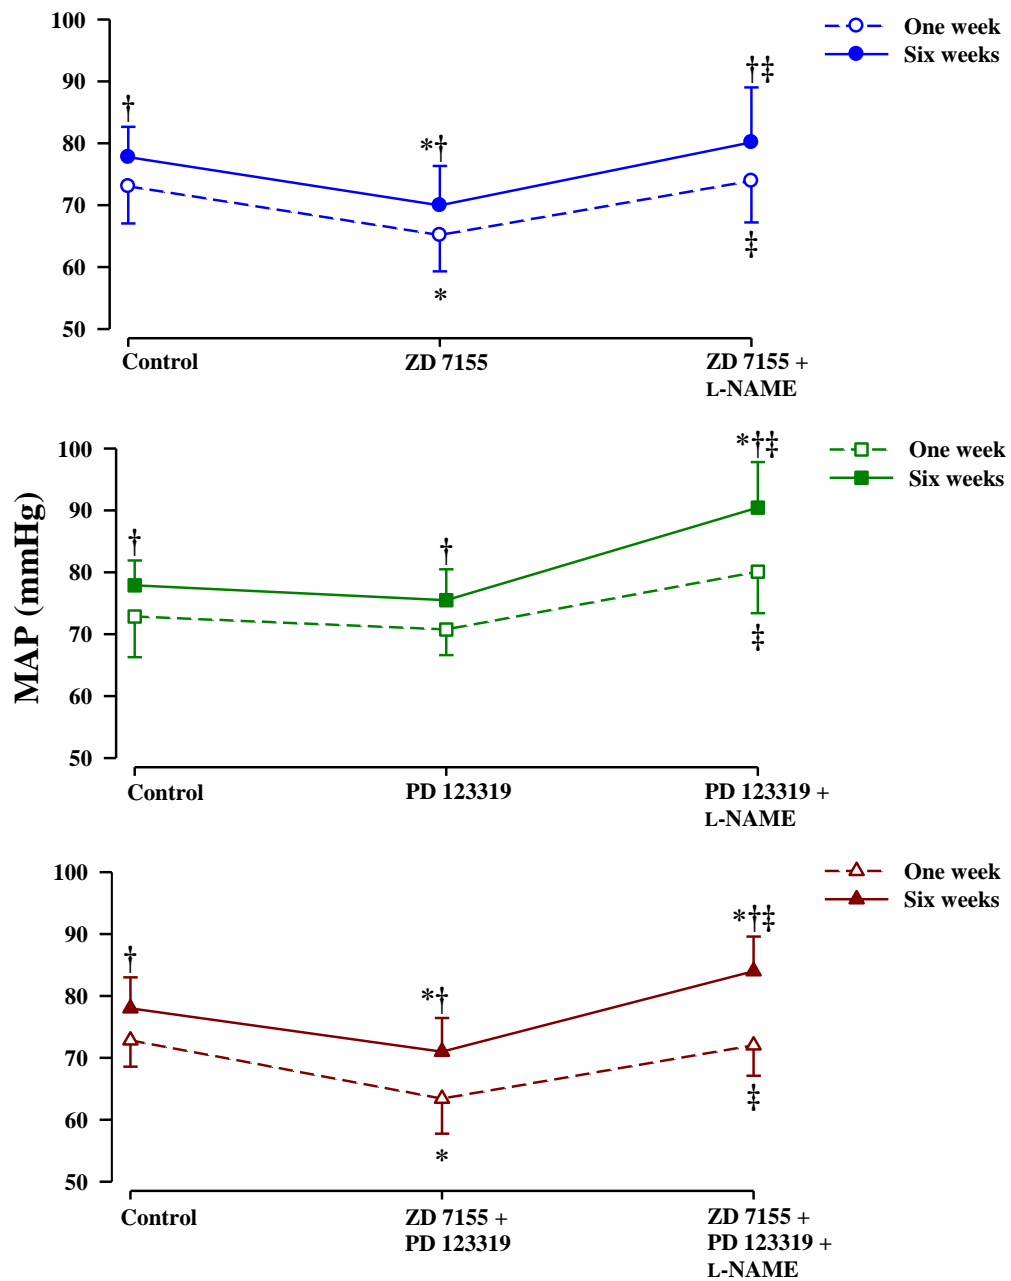 MAP (mmHg)
100
90
80
70
60
50
One week
Six weeks
†
*†
*
†‡
‡
Control
ZD 7155
ZD 7155 +
L-NAME
100
90
80
70
60
50
One week
Six weeks
†
†
*†‡
‡
Control
PD 123319
PD 123319 +
L-NAME
100
90
80
70
60
50
One week
Six weeks
†
*†
*
*†‡
‡
Control
ZD 7155 +
PD 123319
ZD 7155 +
PD 123319 +
L-NAME